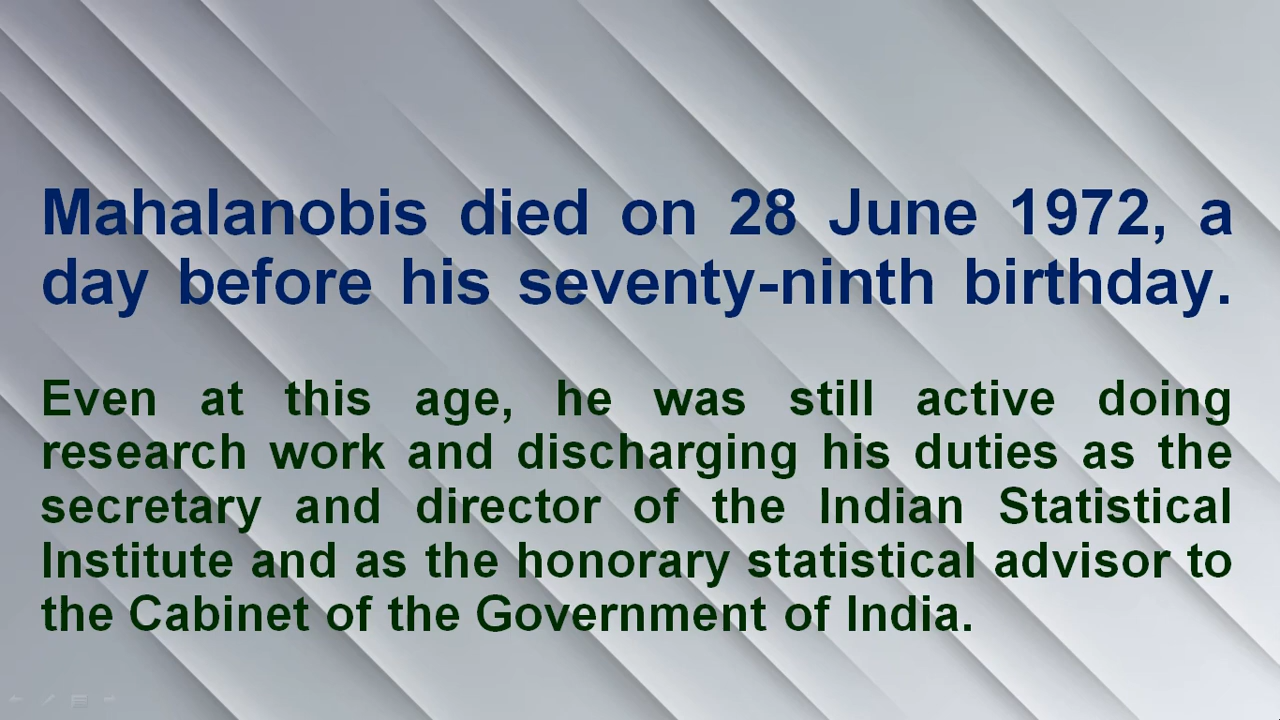 Mahalanobis died on 28 June 1972, a
day before his seventy-ninth birthday.
Even at this age, he was still active doing
research work and discharging his duties as the
secretary and director of the Indian Statistical
Institute and as the honorary statistical advisor to
the Cabinet of the Government of India.